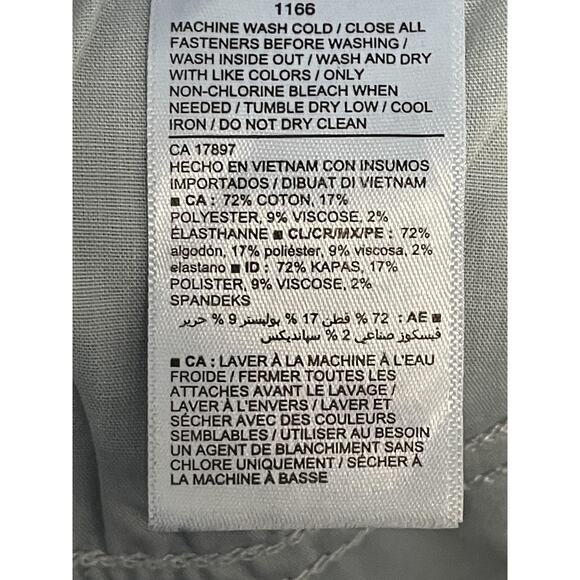 1166
MACHINE WASH COLD / CLOSE ALL
FASTENERS BEFORE WASHING /
WASH INSIDE OUT / WASH AND DRY
WITH LIKE COLORS / ONLY
NON-CHLORINE BLEACH WHEN
NEEDED / TUMBLE DRY LOW / COOL
IRON / DO NOT DRY CLEAN
CA 17897
HECHO EN VIETNAM CON INSUMOS
IMPORTADOS / DIBUAT DI VIETNAM
■ CA : 72% COTON, 17%
POLYESTER, 9% VISCOSE, 2%
ÉLASTHANNE ■ CL/CR/MX/PE : 72%
algodón, 17% poliéster, 9% viscosa, 2%
elastano ■ ID : 72% KAPAS, 17%
POLISTER, 9% VISCOSE, 2%
SPANDEKS
■ AE : 72 % قطن 17 % بوليستر 9 % حرير
فيسكوز صناعي 2 % سبانديكس
■ CA : LAVER À LA MACHINE À L'EAU
FROIDE / FERMER TOUTES LES
ATTACHES AVANT LE LAVAGE /
LAVER À L'ENVERS / LAVER ET
SÉCHER AVEC DES COULEURS
SEMBLABLES / UTILISER AU BESOIN
UN AGENT DE BLANCHIMENT SANS
CHLORE UNIQUEMENT / SÉCHER À
LA MACHINE À BASSE